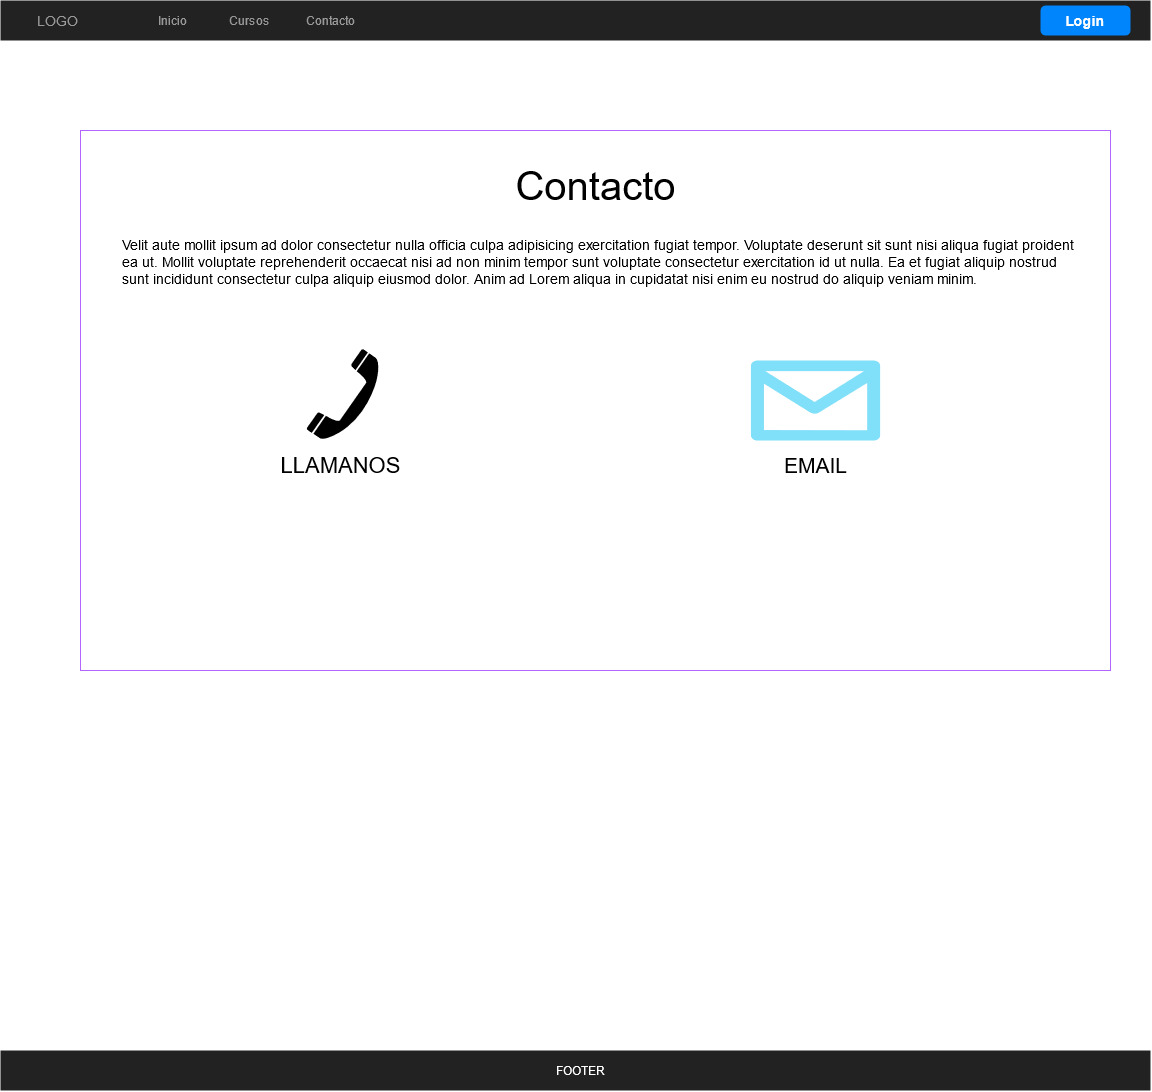 LOGO
Inicio
Cursos
Contacto
Login
Contacto
Velit aute mollit ipsum ad dolor consectetur nulla officia culpa adipisicing exercitation fugiat tempor. Voluptate deserunt sit sunt nisi aliqua fugiat proident
ea ut. Mollit voluptate reprehenderit occaecat nisi ad non minim tempor sunt voluptate consectetur exercitation id ut nulla. Ea et fugiat aliquip nostrud
sunt incididunt consectetur culpa aliquip eiusmod dolor. Anim ad Lorem aliqua in cupidatat nisi enim eu nostrud do aliquip veniam minim.
LLAMANOS
EMAIL
FOOTER